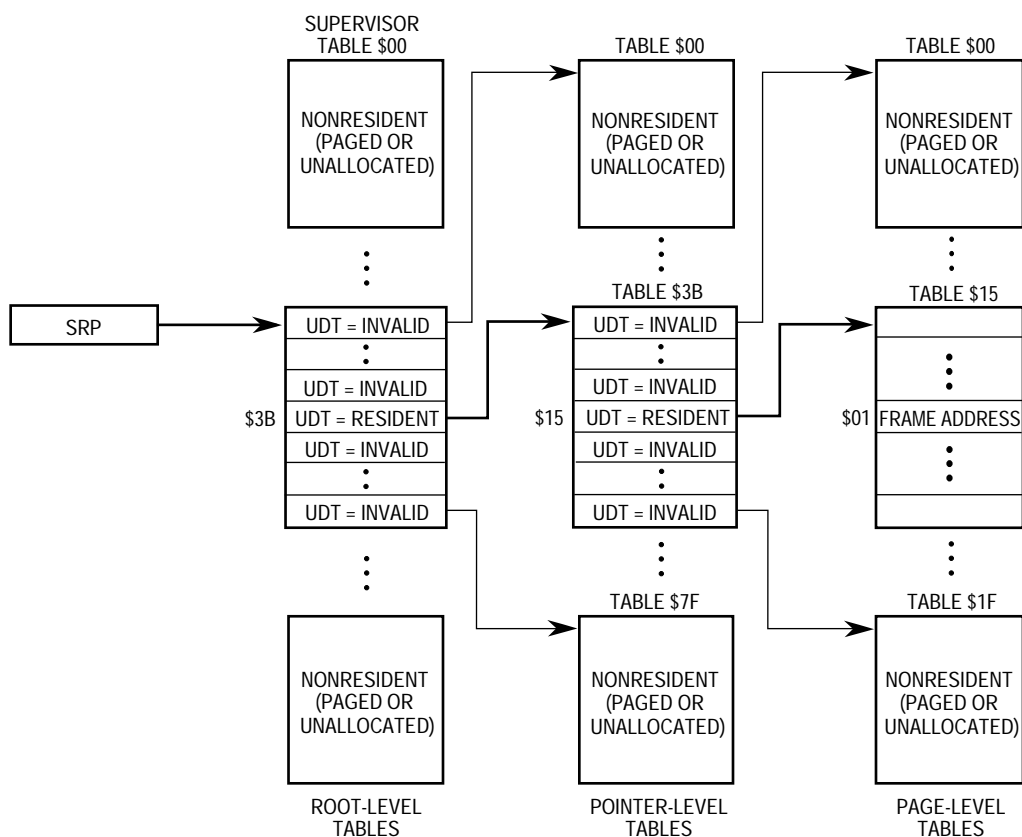 SUPERVISOR
TABLE $00
TABLE $00
TABLE $00
NONRESIDENT
(PAGED OR
UNALLOCATED)
NONRESIDENT
(PAGED OR
UNALLOCATED)
NONRESIDENT
(PAGED OR
UNALLOCATED)
SRP
UDT = INVALID
UDT = INVALID
$3B
UDT = RESIDENT
UDT = INVALID
UDT = INVALID
TABLE $3B
UDT = INVALID
UDT = INVALID
$15
UDT = RESIDENT
UDT = INVALID
UDT = INVALID
TABLE $15
$01
FRAME ADDRESS
NONRESIDENT
(PAGED OR
UNALLOCATED)
TABLE $7F
NONRESIDENT
(PAGED OR
UNALLOCATED)
TABLE $1F
NONRESIDENT
(PAGED OR
UNALLOCATED)
ROOT-LEVEL
TABLES
POINTER-LEVEL
TABLES
PAGE-LEVEL
TABLES